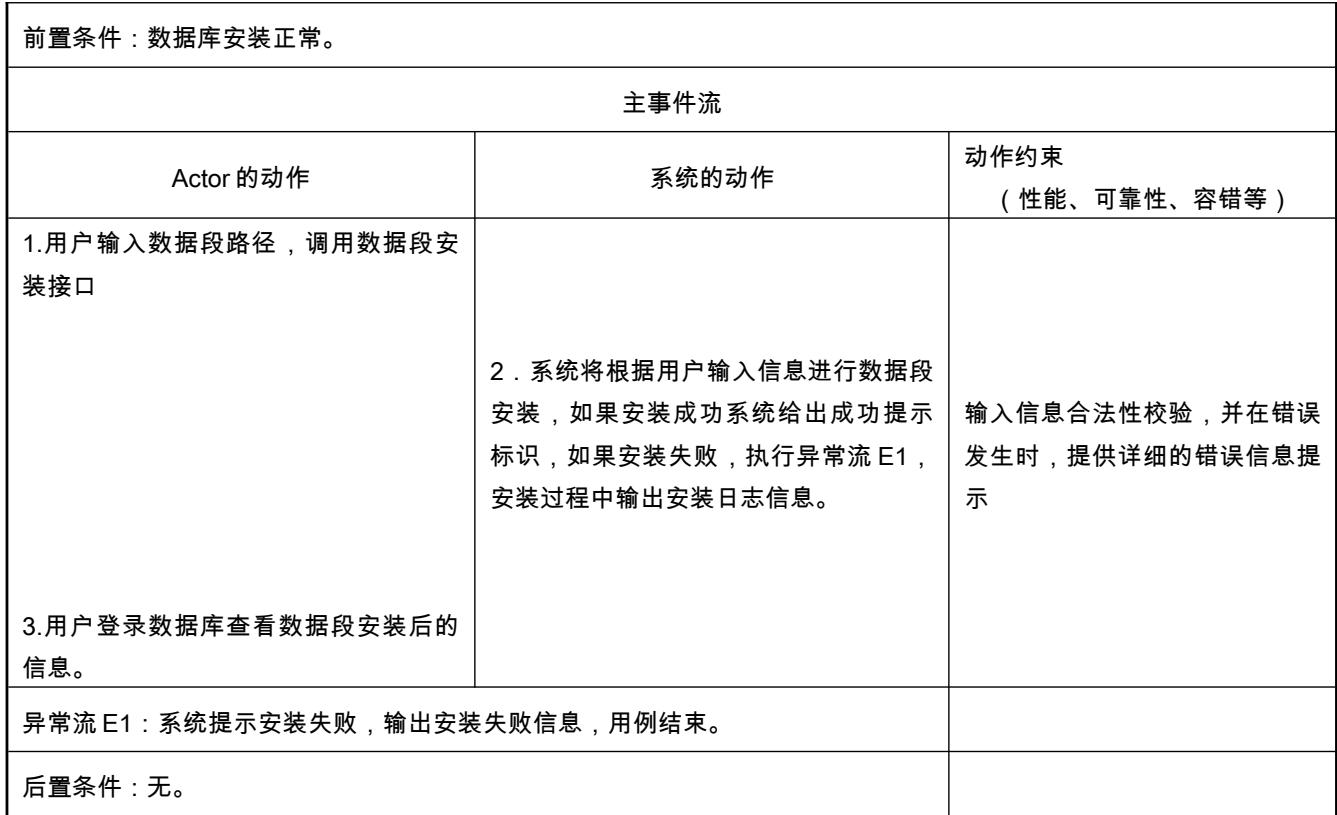 前置条件：数据库安装正常。
主事件流
Actor 的动作
系统的动作
动作约束
（性能、可靠性、容错等）
1.用户输入数据段路径，调用数据段安
装接口
2．系统将根据用户输入信息进行数据段
安装，如果安装成功系统给出成功提示
标识，如果安装失败，执行异常流 E1，
安装过程中输出安装日志信息。
输入信息合法性校验，并在错误
发生时，提供详细的错误信息提
示
3.用户登录数据库查看数据段安装后的
信息。
异常流 E1：系统提示安装失败，输出安装失败信息，用例结束。
后置条件：无。